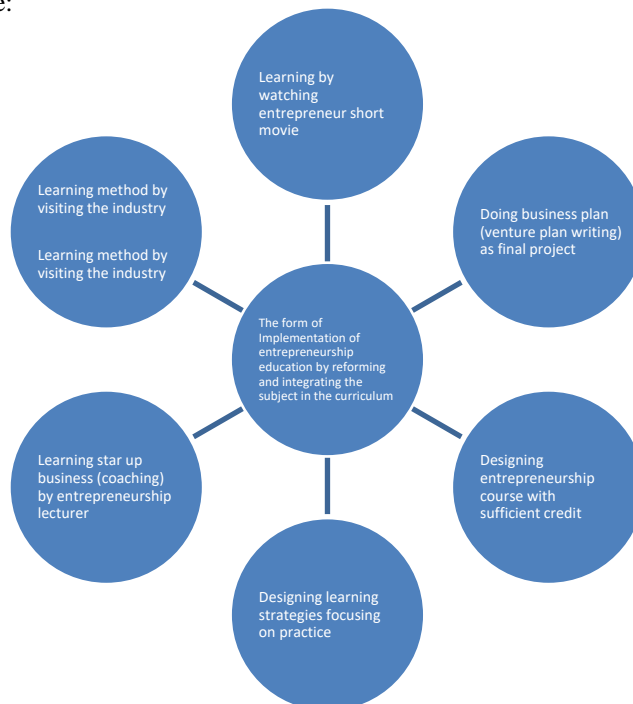 e:
Learning by
watching
entrepreneur short
movie
Learning method by
visiting the industry
Learning method by
visiting the industry
Doing business plan
(venture plan writing)
as final project
The form of
Implementation of
entrepreneurship
education by reforming
and integrating the
subject in the curriculum
Learning star up
business (coaching)
by entrepreneurship
lecturer
Designing
entrepreneurship
course with
sufficient credit
Designing learning
strategies focusing
on practice